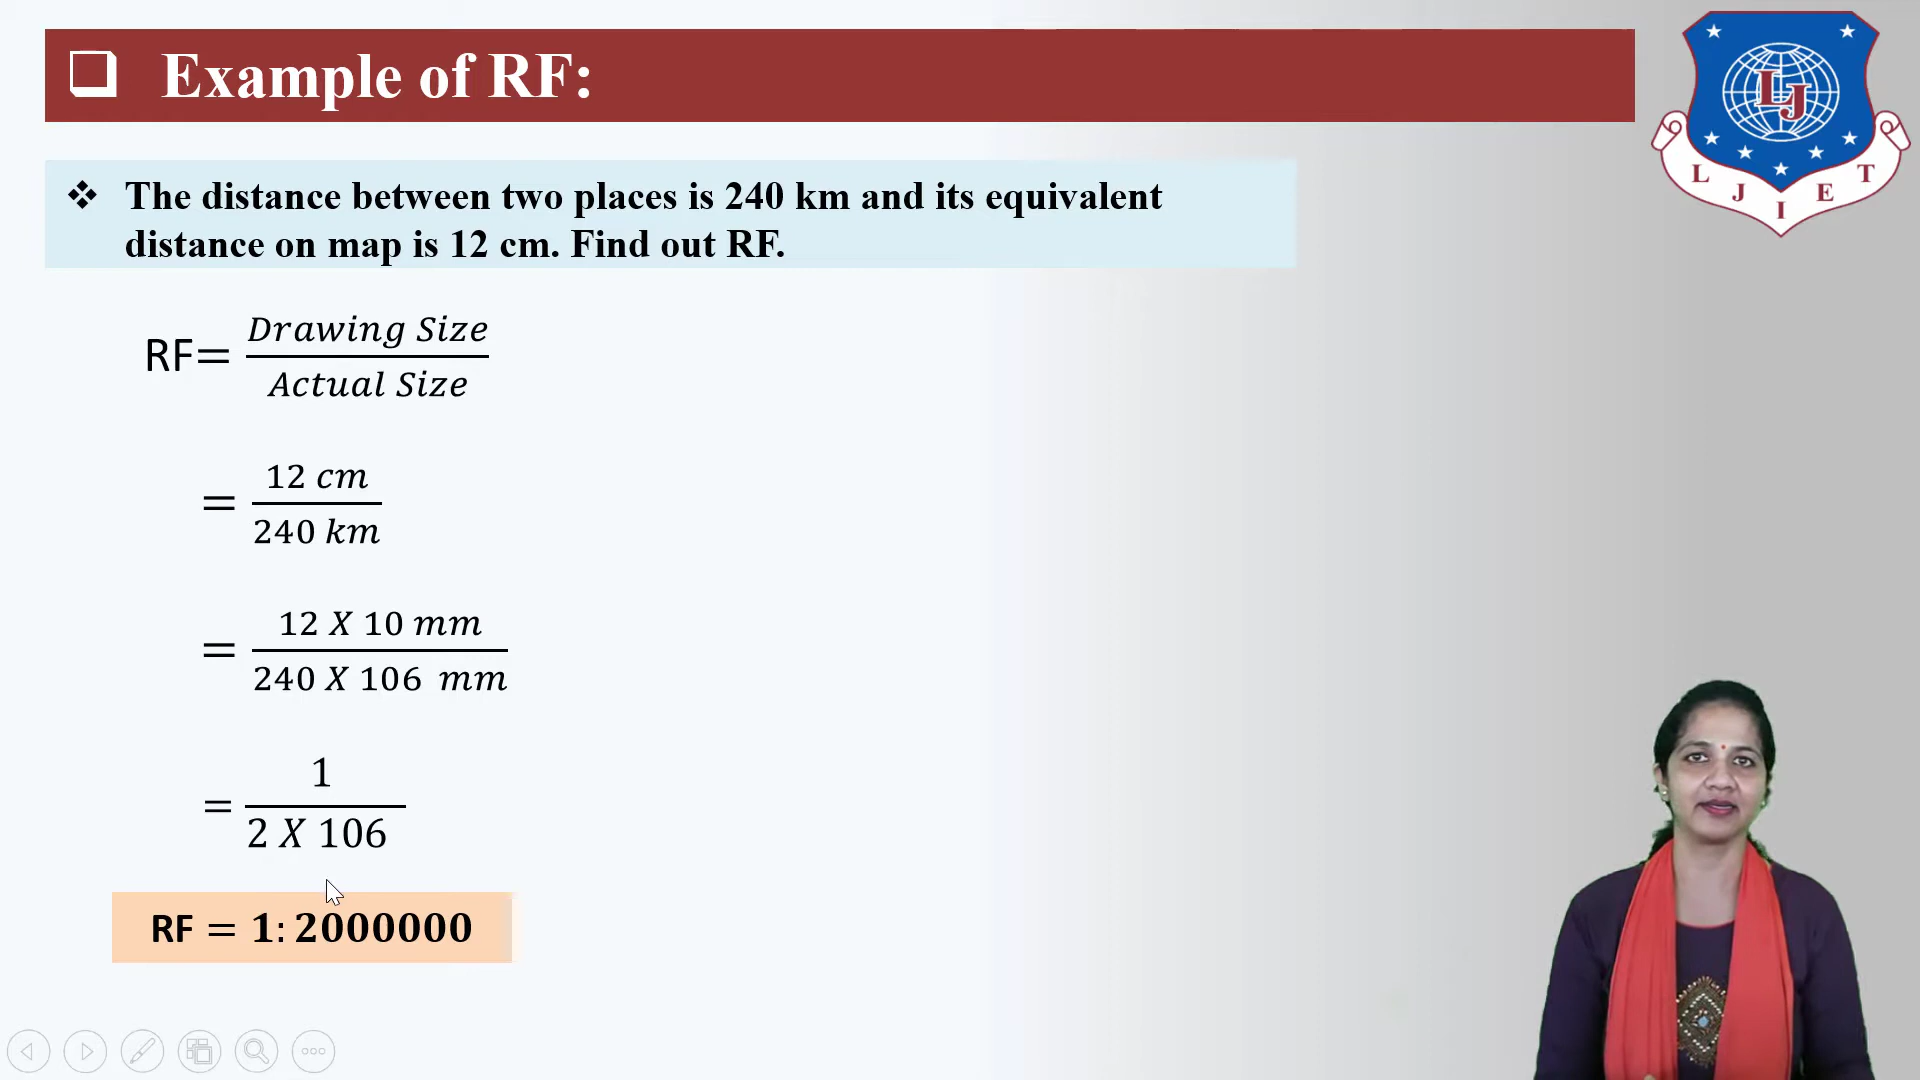 ❑ Example of RF:
❖ The distance between two places is 240 km and its equivalent
distance on map is 12 cm. Find out RF.
RF= Drawing Size / Actual Size
= 12 cm / 240 km
= 12 X 10 mm / 240 X 106 mm
= 1 / 2 X 106
RF = 1:2000000
LJ
L J I E T